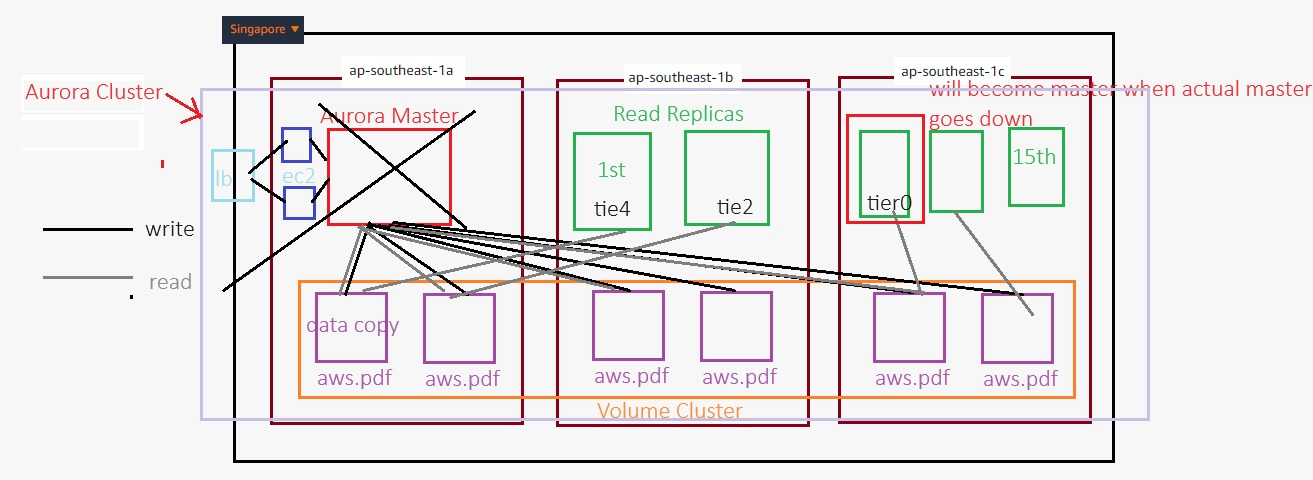 Singapore ▼
ap-southeast-1a
ap-southeast-1b
ap-southeast-1c
Aurora Cluster
will become master when actual master
goes down
Aurora Master
Read Replicas
lb
ec2
1st
15th
tie4
tie2
tier0
write
read
data copy
aws.pdf
aws.pdf
aws.pdf
aws.pdf
aws.pdf
aws.pdf
Volume Cluster